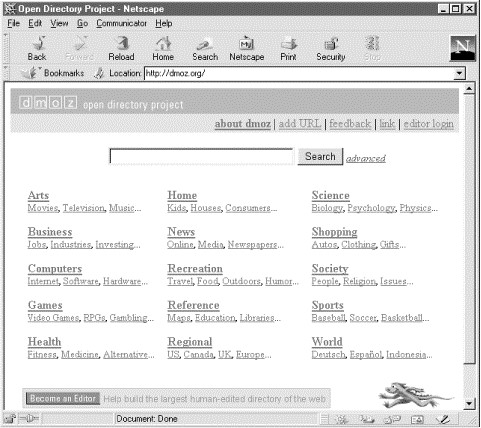 Open Directory Project - Netscape
File Edit View Go Communicator Help
Back Forward Reload Home Search Netscape Print Security Stop
N
Bookmarks Location: http://dmoz.org/
dmoz open directory project
about dmoz | add URL | feedback | link | editor login
Search advanced
Arts Home Science
Movies, Television, Music... Kids, Houses, Consumers... Biology, Psychology, Physics...
Business News Shopping
Jobs, Industries, Investing... Online, Media, Newspapers... Autos, Clothing, Gifts...
Computers Recreation Society
Internet, Software, Hardware... Travel, Food, Outdoors, Humor... People, Religion, Issues...
Games Reference Sports
Video Games, RPGs, Gambling... Maps, Education, Libraries... Baseball, Soccer, Basketball...
Health Regional World
Fitness, Medicine, Alternative... US, Canada, UK, Europe... Deutsch, Español, Indonesia...
Become an Editor Help build the largest human-edited directory of the web
Document: Done